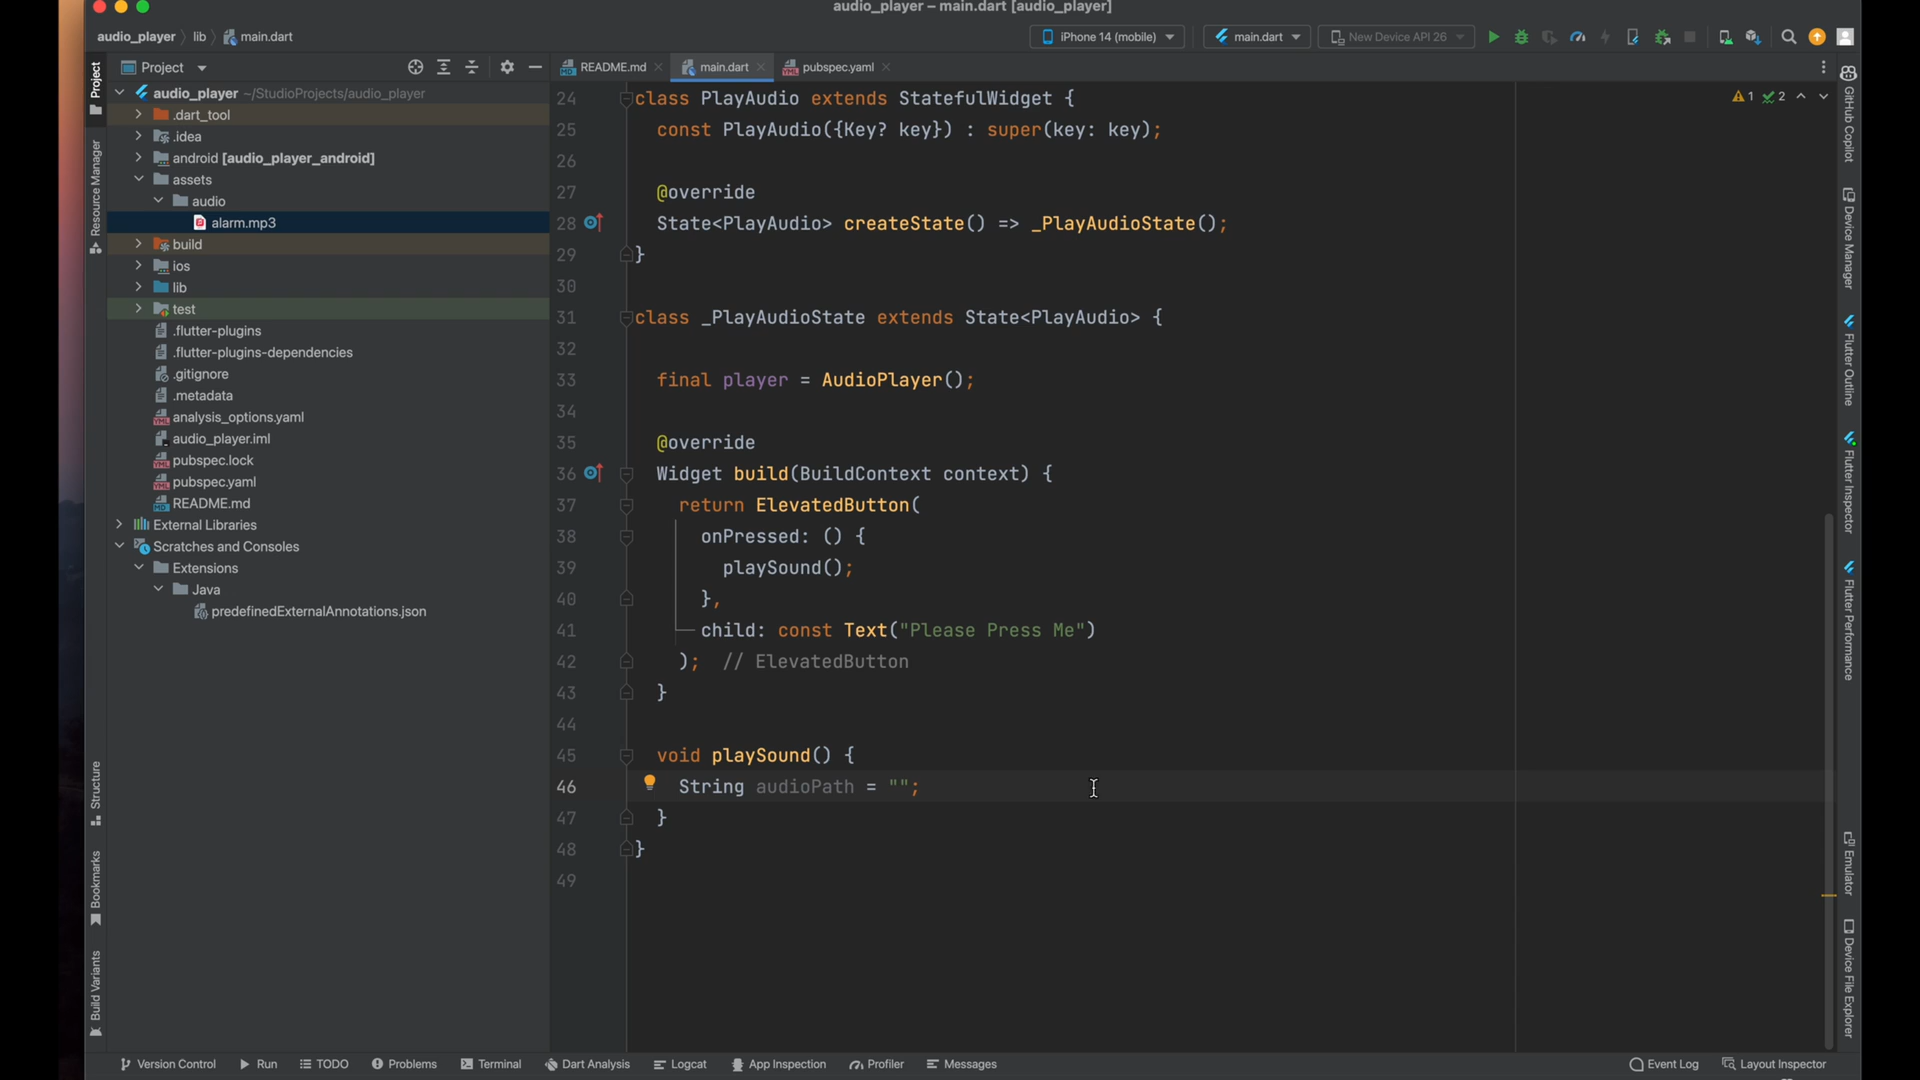 audio_player – main.dart [audio_player]
audio_player lib main.dart
iPhone 14 (mobile) main.dart New Device API 26
Project README.md main.dart pubspec.yaml
Project
Resource Manager
Structure
Bookmarks
Build Variants
audio_player ~/StudioProjects/audio_player
.dart_tool
.idea
android [audio_player_android]
assets
audio
alarm.mp3
build
ios
lib
test
.flutter-plugins
.flutter-plugins-dependencies
.gitignore
.metadata
analysis_options.yaml
audio_player.iml
pubspec.lock
pubspec.yaml
README.md
External Libraries
Scratches and Consoles
Extensions
Java
predefinedExternalAnnotations.json
1 2
24 class PlayAudio extends StatefulWidget {
25 const PlayAudio({Key? key}) : super(key: key);
26
27 @override
28 State<PlayAudio> createState() => _PlayAudioState();
29 }
30
31 class _PlayAudioState extends State<PlayAudio> {
32
33 final player = AudioPlayer();
34
35 @override
36 Widget build(BuildContext context) {
37 return ElevatedButton(
38 onPressed: () {
39 playSound();
40 },
41 child: const Text("Please Press Me")
42 ); // ElevatedButton
43 }
44
45 void playSound() {
46 String audioPath = "";
47 }
48 }
49
GitHub Copilot
Device Manager
Flutter Outline
Flutter Inspector
Flutter Performance
Emulator
Device File Explorer
Version Control Run TODO Problems Terminal Dart Analysis Logcat App Inspection Profiler Messages Event Log Layout Inspector